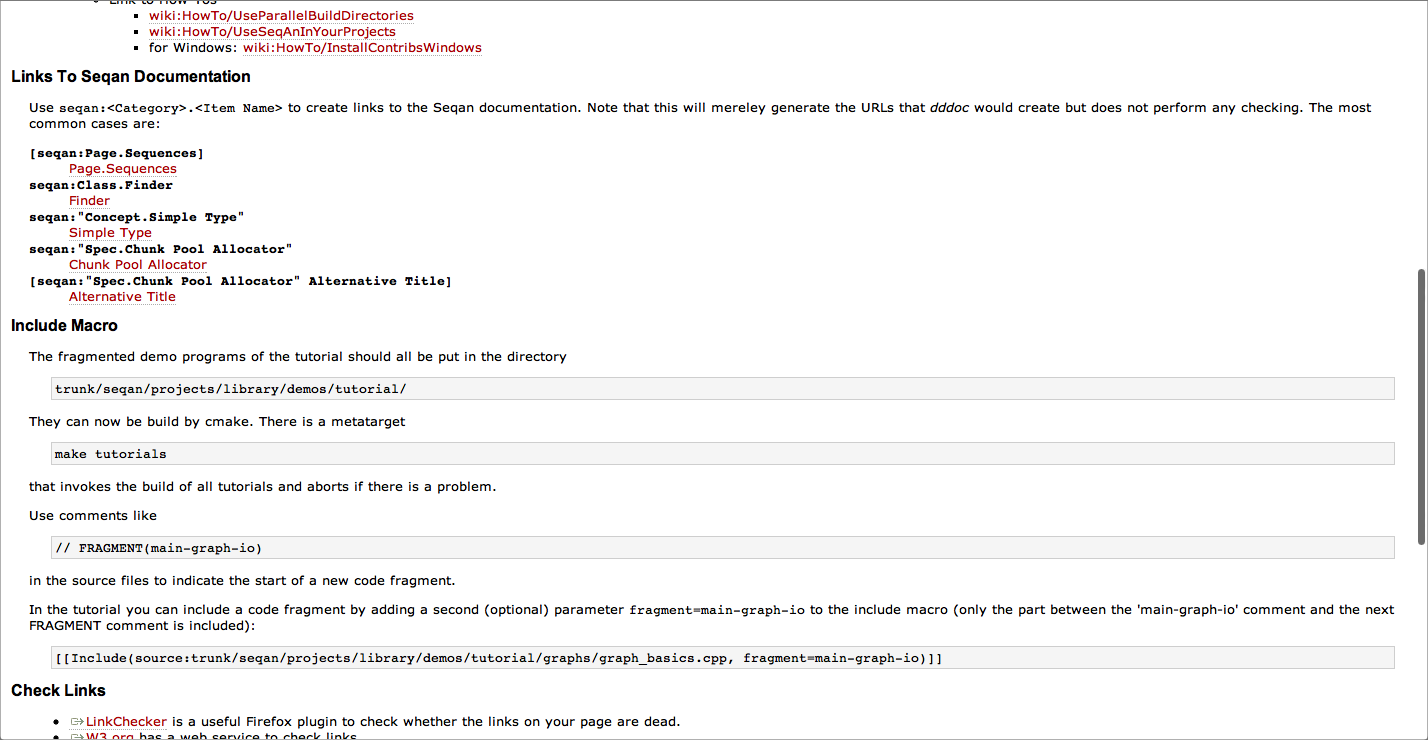 Link to How-Tos
wiki:HowTo/UseParallelBuildDirectories
wiki:HowTo/UseSeqAnInYourProjects
for Windows: wiki:HowTo/InstallContribsWindows
Links To Seqan Documentation
Use seqan:<Category>.<Item Name> to create links to the Seqan documentation. Note that this will mereley generate the URLs that dddoc would create but does not perform any checking. The most
common cases are:
[seqan:Page.Sequences]
Page.Sequences
seqan:Class.Finder
Finder
seqan:"Concept.Simple Type"
Simple Type
seqan:"Spec.Chunk Pool Allocator"
Chunk Pool Allocator
[seqan:"Spec.Chunk Pool Allocator" Alternative Title]
Alternative Title
Include Macro
The fragmented demo programs of the tutorial should all be put in the directory
trunk/seqan/projects/library/demos/tutorial/
They can now be build by cmake. There is a metatarget
make tutorials
that invokes the build of all tutorials and aborts if there is a problem.
Use comments like
// FRAGMENT(main-graph-io)
in the source files to indicate the start of a new code fragment.
In the tutorial you can include a code fragment by adding a second (optional) parameter fragment=main-graph-io to the include macro (only the part between the 'main-graph-io' comment and the next
FRAGMENT comment is included):
[[Include(source:trunk/seqan/projects/library/demos/tutorial/graphs/graph_basics.cpp, fragment=main-graph-io)]]
Check Links
LinkChecker is a useful Firefox plugin to check whether the links on your page are dead.
W3.org has a web service to check links